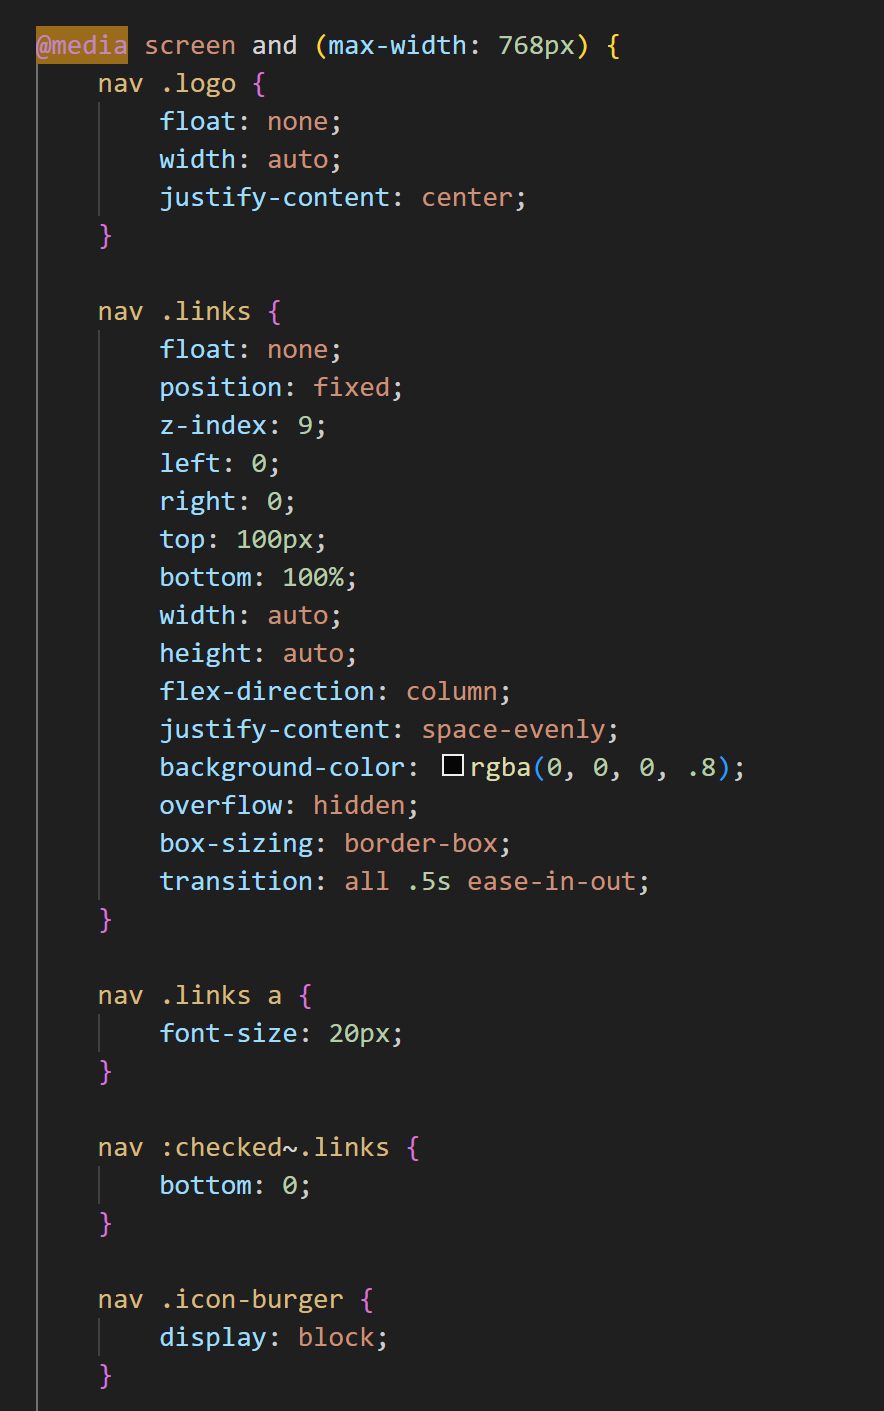 @media screen and (max-width: 768px) {
    nav .logo {
        float: none;
        width: auto;
        justify-content: center;
    }

    nav .links {
        float: none;
        position: fixed;
        z-index: 9;
        left: 0;
        right: 0;
        top: 100px;
        bottom: 100%;
        width: auto;
        height: auto;
        flex-direction: column;
        justify-content: space-evenly;
        background-color: rgba(0, 0, 0, .8);
        overflow: hidden;
        box-sizing: border-box;
        transition: all .5s ease-in-out;
    }

    nav .links a {
        font-size: 20px;
    }

    nav :checked~.links {
        bottom: 0;
    }

    nav .icon-burger {
        display: block;
    }